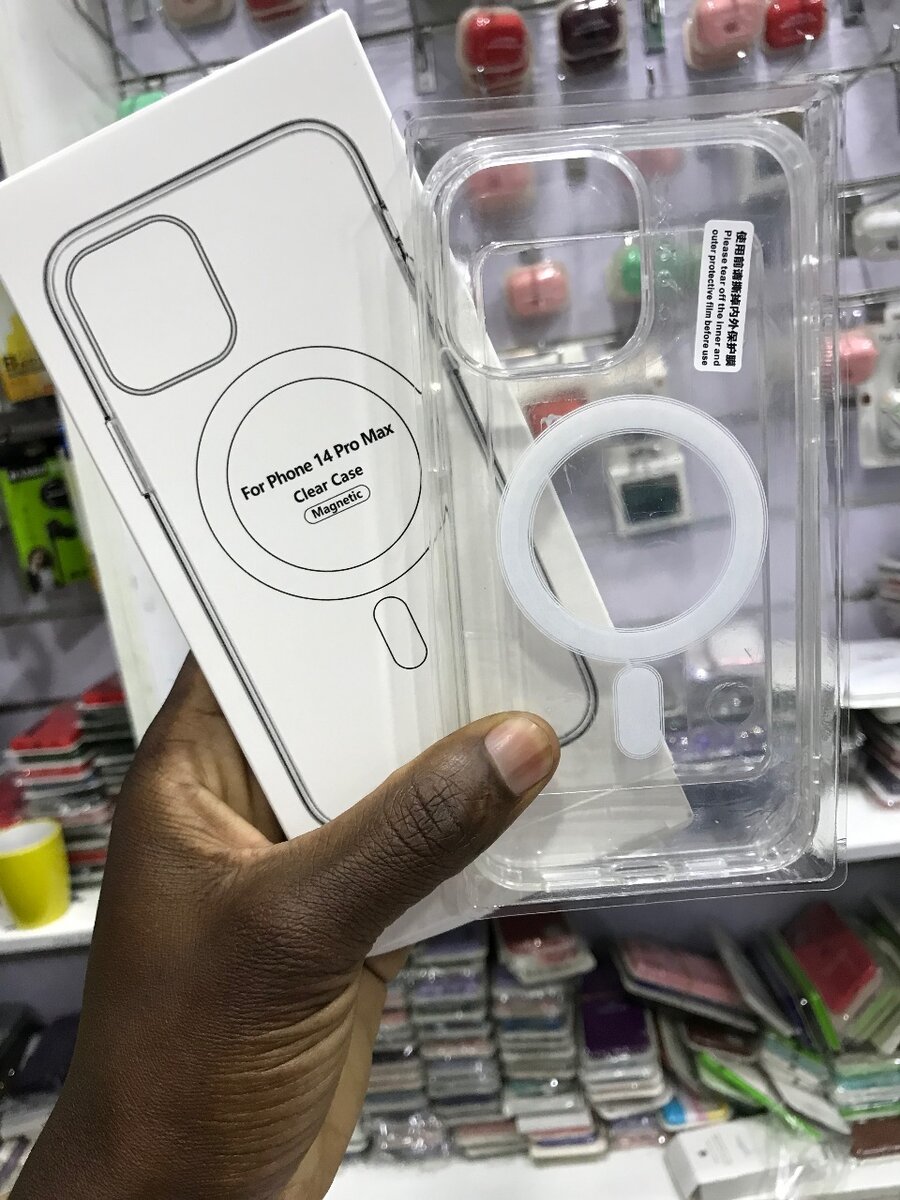 For Phone 14 Pro Max
Clear Case
Magnetic
使用前请撕掉内外保护膜
Please tear off the inner and
outer protective film before use